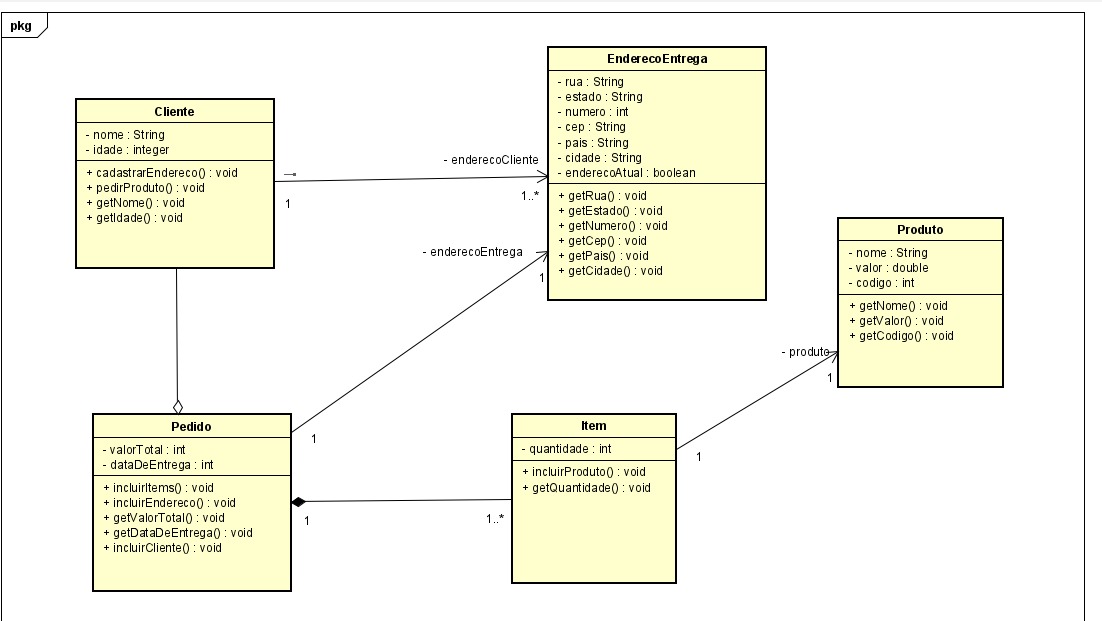 pkg
Cliente
- nome : String
- idade : integer
+ cadastrarEndereco() : void
+ pedirProduto() : void
+ getNome() : void
+ getIdade() : void
1
- enderecoCliente
1..*
EnderecoEntrega
- rua : String
- estado : String
- numero : int
- cep : String
- pais : String
- cidade : String
- enderecoAtual : boolean
+ getRua() : void
+ getEstado() : void
+ getNumero() : void
+ getCep() : void
+ getPais() : void
+ getCidade() : void
- enderecoEntrega
1
Produto
- nome : String
- valor : double
- codigo : int
+ getNome() : void
+ getValor() : void
+ getCodigo() : void
- produto
1
Pedido
- valorTotal : int
- dataDeEntrega : int
+ incluirItems() : void
+ incluirEndereco() : void
+ getValorTotal() : void
+ getDataDeEntrega() : void
+ incluirCliente() : void
1
1
1..*
Item
- quantidade : int
+ incluirProduto() : void
+ getQuantidade() : void
1